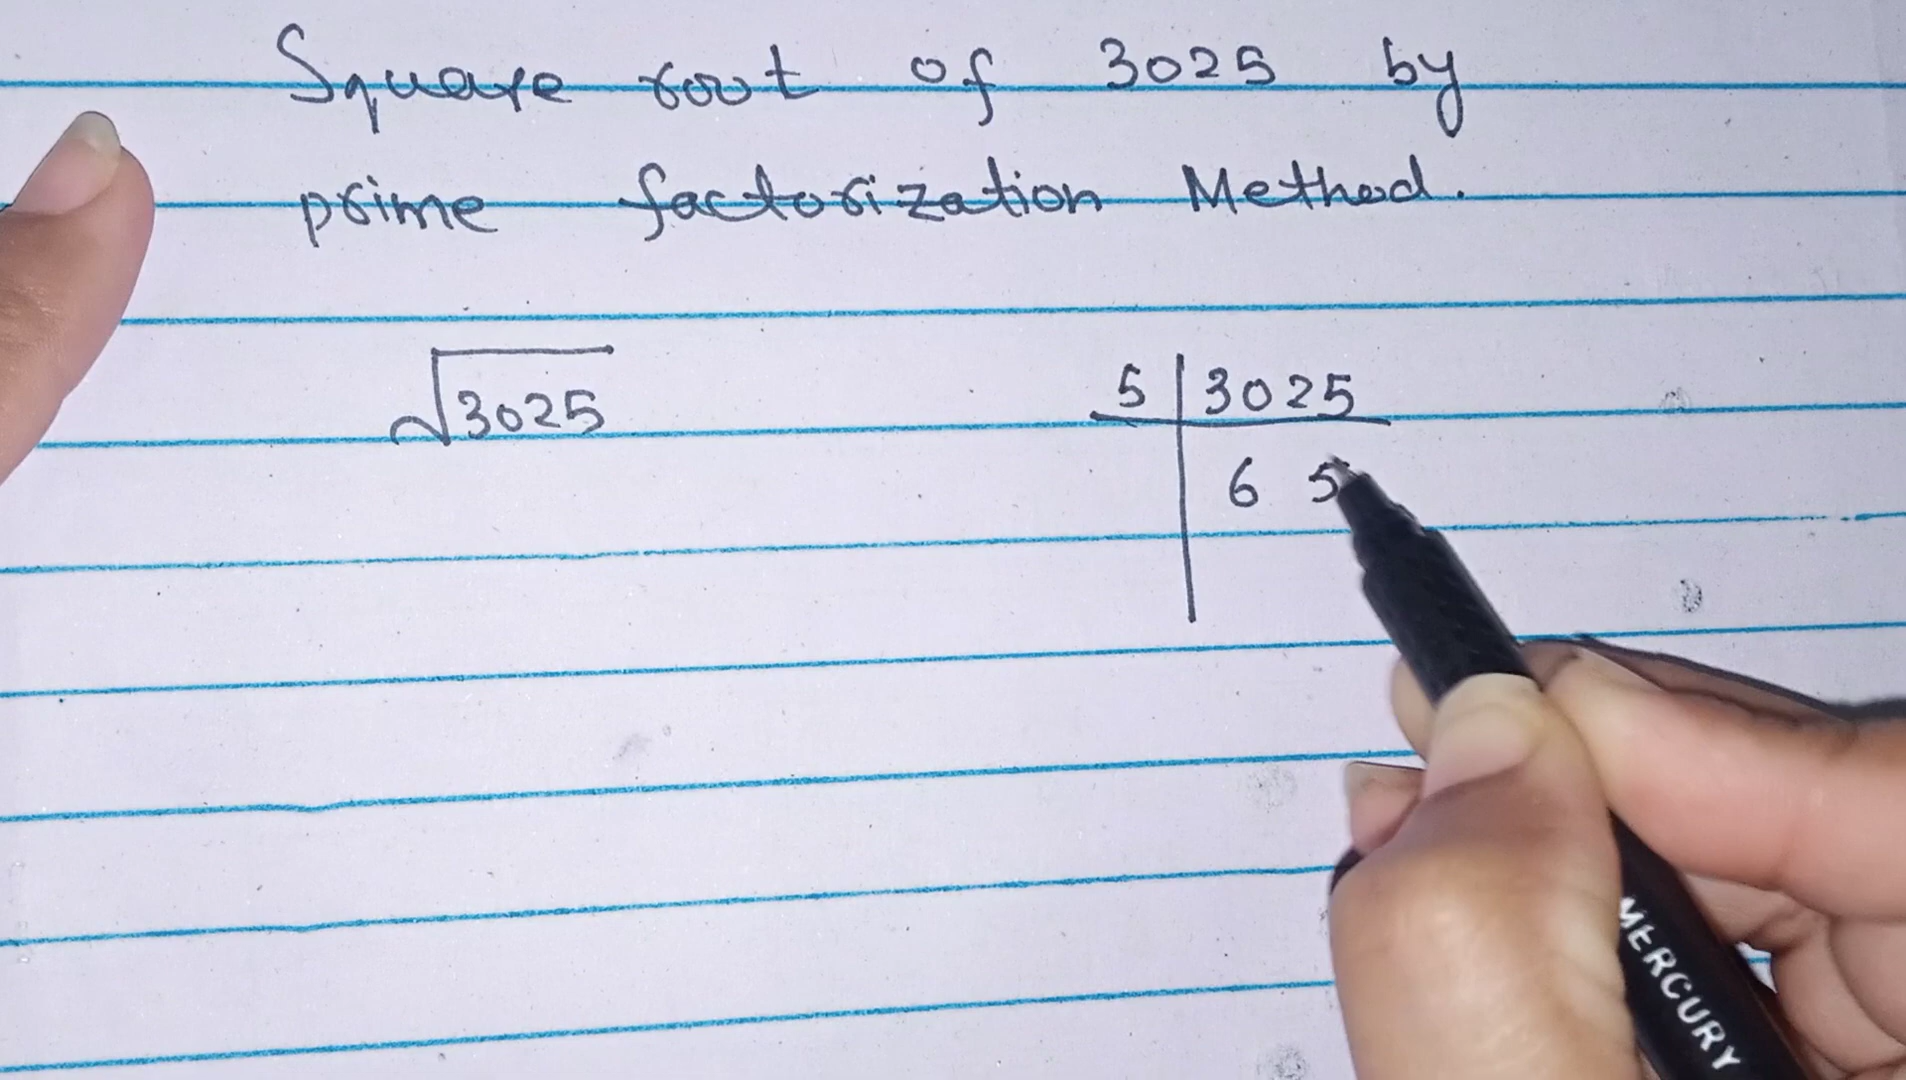 Square root of 3025 by
prime factorization Method.
√3025
5 | 3025
6 5
MERCURY